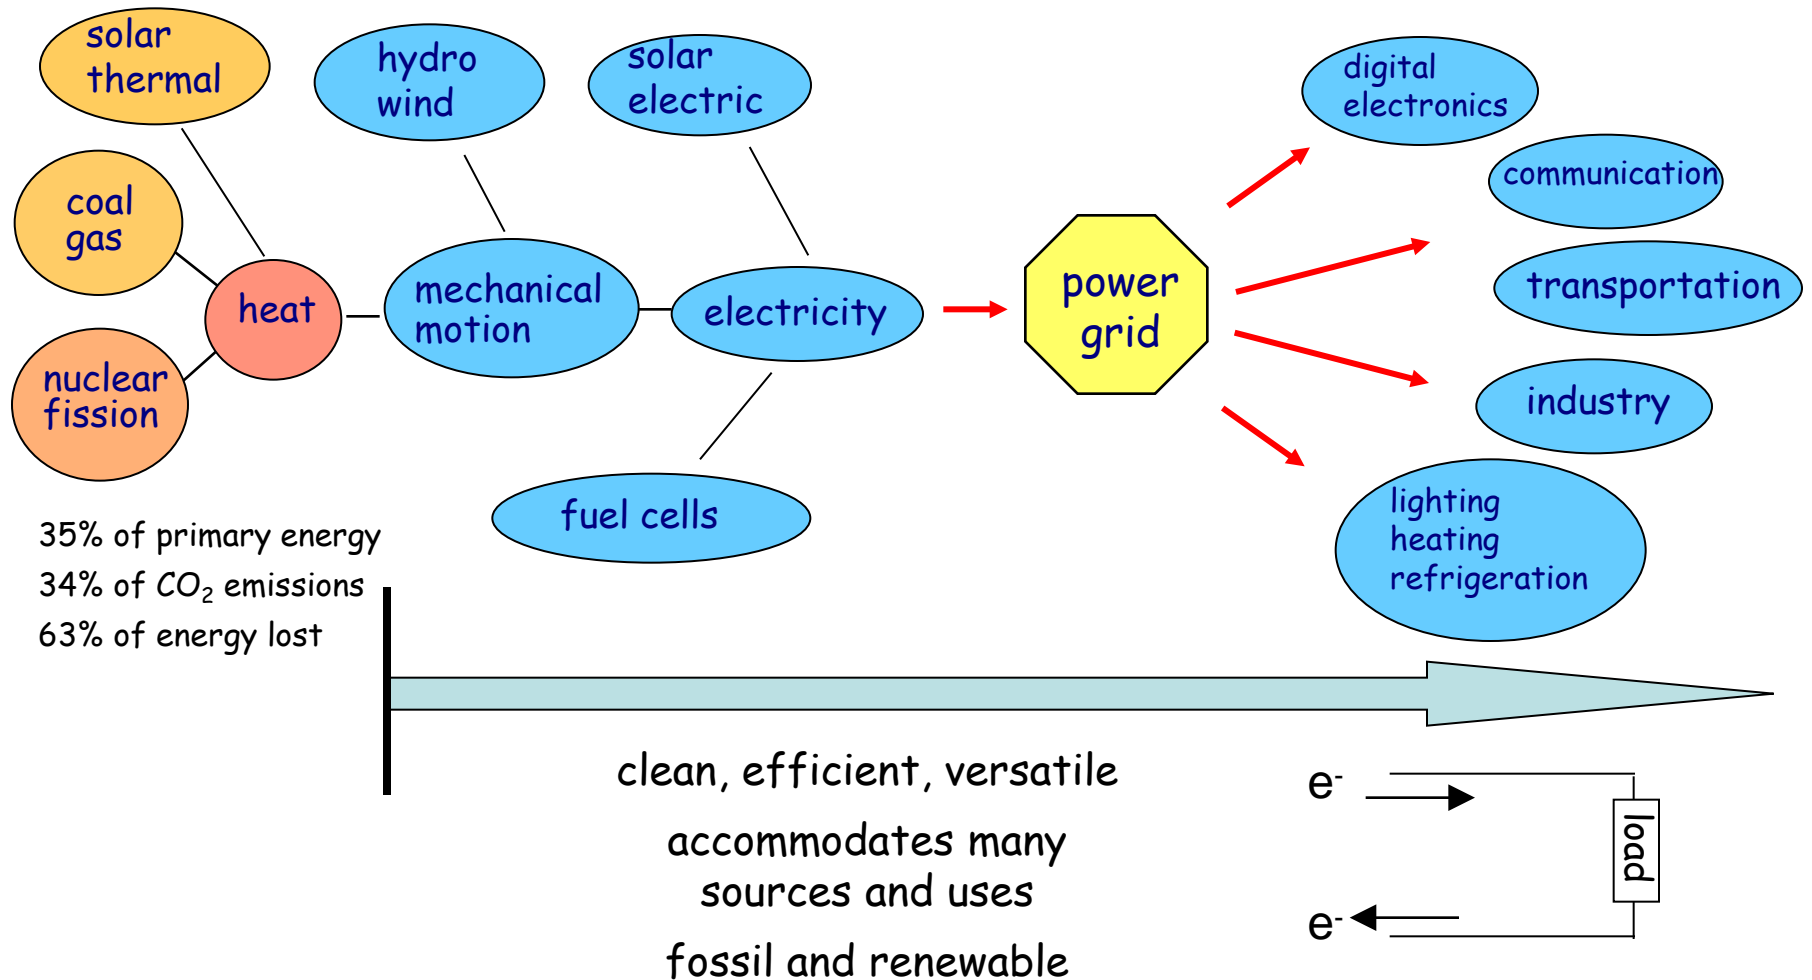 solar
thermal
hydro
wind
solar
electric
digital
electronics
communication
coal
gas
heat
mechanical
motion
electricity
power
grid
transportation
nuclear
fission
industry
fuel cells
lighting
heating
refrigeration
35% of primary energy
34% of CO₂ emissions
63% of energy lost
clean, efficient, versatile
accommodates many
sources and uses
fossil and renewable
e-
load
e-